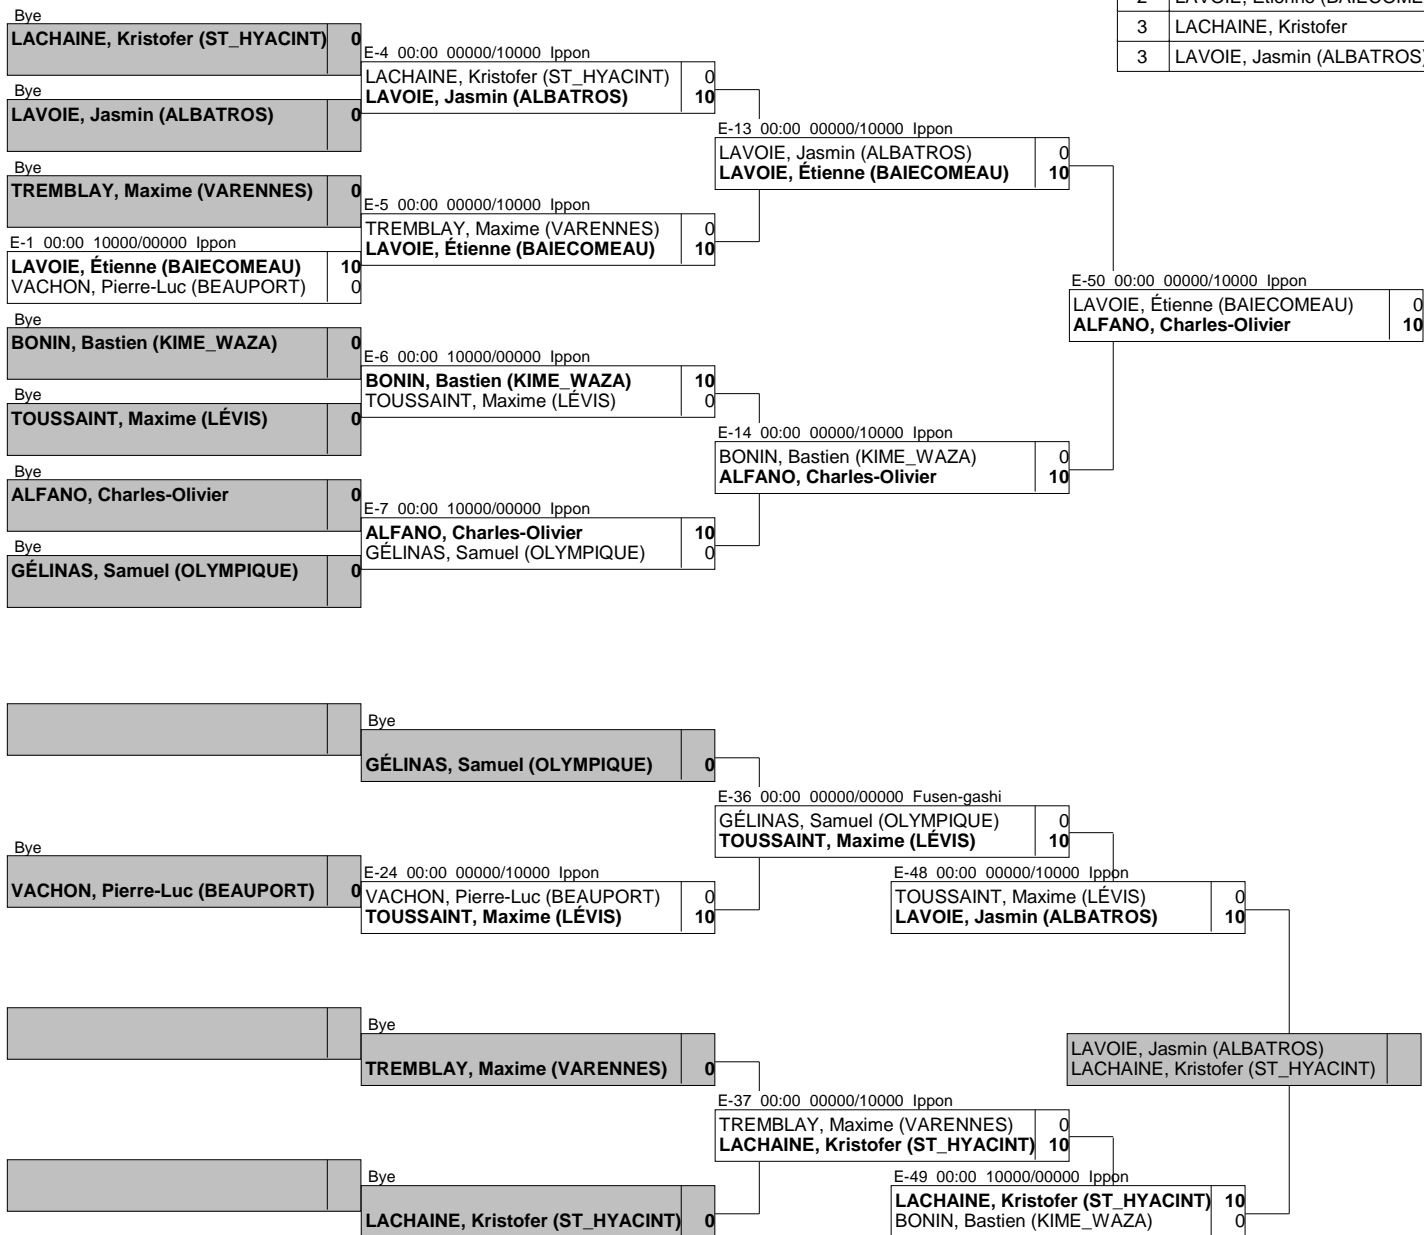 2 LAVOIE, Étienne
3 LACHAINE, Kristofer
3 LAVOIE, Jasmin (ALBATROS)
Bye
LACHAINE, Kristofer (ST_HYACINT) 0
Bye
LAVOIE, Jasmin (ALBATROS) 0
Bye
TREMBLAY, Maxime (VARENNES) 0
E-1 00:00 10000/00000 Ippon
LAVOIE, Étienne (BAIECOMEAU) 10
VACHON, Pierre-Luc (BEAUPORT) 0
Bye
BONIN, Bastien (KIME_WAZA) 0
Bye
TOUSSAINT, Maxime (LÉVIS) 0
Bye
ALFANO, Charles-Olivier 0
Bye
GÉLINAS, Samuel (OLYMPIQUE) 0
E-4 00:00 00000/10000 Ippon
LACHAINE, Kristofer (ST_HYACINT) 0
LAVOIE, Jasmin (ALBATROS) 10
E-5 00:00 00000/10000 Ippon
TREMBLAY, Maxime (VARENNES) 0
LAVOIE, Étienne (BAIECOMEAU) 10
E-6 00:00 10000/00000 Ippon
BONIN, Bastien (KIME_WAZA) 10
TOUSSAINT, Maxime (LÉVIS) 0
E-7 00:00 10000/00000 Ippon
ALFANO, Charles-Olivier 10
GÉLINAS, Samuel (OLYMPIQUE) 0
E-13 00:00 00000/10000 Ippon
LAVOIE, Jasmin (ALBATROS) 0
LAVOIE, Étienne (BAIECOMEAU) 10
E-14 00:00 00000/10000 Ippon
BONIN, Bastien (KIME_WAZA) 0
ALFANO, Charles-Olivier 10
E-50 00:00 00000/10000 Ippon
LAVOIE, Étienne (BAIECOMEAU) 0
ALFANO, Charles-Olivier 10
Bye
VACHON, Pierre-Luc (BEAUPORT) 0
Bye
GÉLINAS, Samuel (OLYMPIQUE) 0
E-24 00:00 00000/10000 Ippon
VACHON, Pierre-Luc (BEAUPORT) 0
TOUSSAINT, Maxime (LÉVIS) 10
E-36 00:00 00000/00000 Fusen-gashi
GÉLINAS, Samuel (OLYMPIQUE) 0
TOUSSAINT, Maxime (LÉVIS) 10
E-48 00:00 00000/10000 Ippon
TOUSSAINT, Maxime (LÉVIS) 0
LAVOIE, Jasmin (ALBATROS) 10
Bye
TREMBLAY, Maxime (VARENNES) 0
Bye
LACHAINE, Kristofer (ST_HYACINT) 0
E-37 00:00 00000/10000 Ippon
TREMBLAY, Maxime (VARENNES) 0
LACHAINE, Kristofer (ST_HYACINT) 10
E-49 00:00 10000/00000 Ippon
LACHAINE, Kristofer (ST_HYACINT) 10
BONIN, Bastien (KIME_WAZA) 0
LAVOIE, Jasmin (ALBATROS)
LACHAINE, Kristofer (ST_HYACINT)